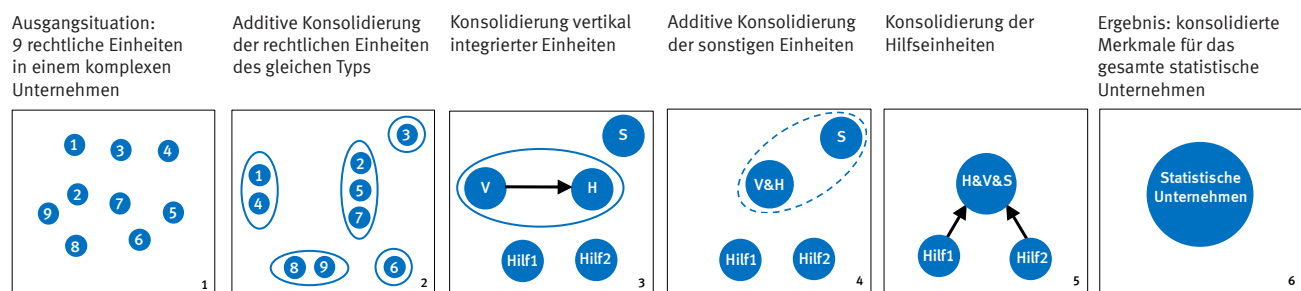 Ausgangsituation:
9 rechtliche Einheiten
in einem komplexen
Unternehmen
1
3
4
2
7
9
5
6
8
1
Additive Konsolidierung
der rechtlichen Einheiten
des gleichen Typs
3
1
4
2
5
7
8
9
6
2
Konsolidierung vertikal
integrierter Einheiten
S
V
H
Hilf1
Hilf2
3
Additive Konsolidierung
der sonstigen Einheiten
S
V&H
Hilf1
Hilf2
4
Konsolidierung der
Hilfseinheiten
H&V&S
Hilf1
Hilf2
5
Ergebnis: konsolidierte
Merkmale für das
gesamte statistische
Unternehmen
Statistische
Unternehmen
6